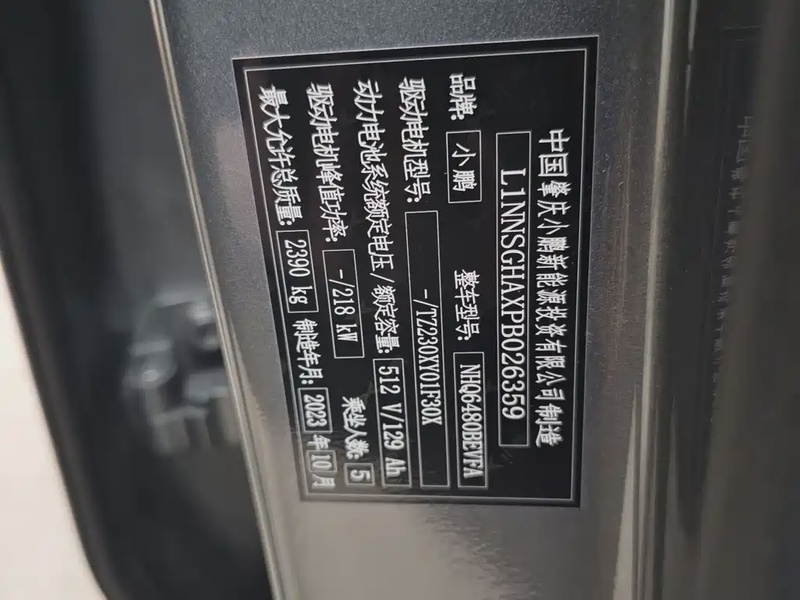 中国肇庆小鹏新能源投资有限公司制造
L1NNSGHAXPB026359
品牌: 小鹏 整车型号: NHQ6480BEVFA
驱动电机型号: -/TZ230XY01F30X
动力电池系统额定电压/额定容量: 512 V/129 Ah
驱动电机峰值功率: -/218 kW 乘坐人数: 5
最大允许总质量: 2390 kg 制造年月: 2023 年 10 月